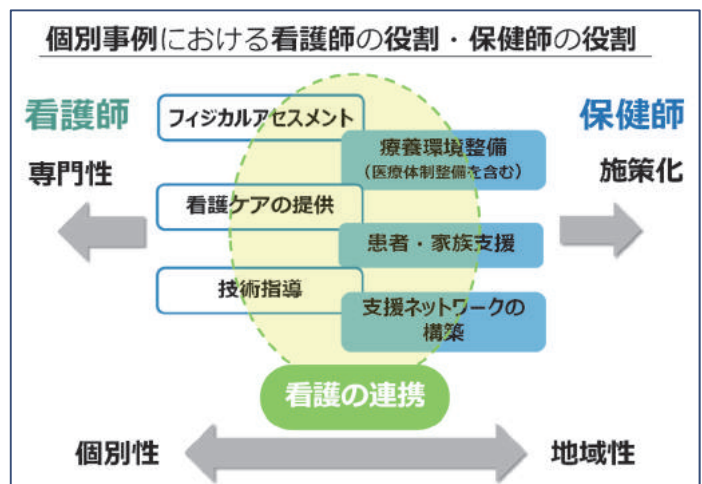 個別事例における看護師の役割・保健師の役割
看護師
保健師
専門性
施策化
フィジカルアセスメント
療養環境整備
(医療体制整備を含む)
看護ケアの提供
患者・家族支援
技術指導
支援ネットワークの
構築
看護の連携
個別性
地域性